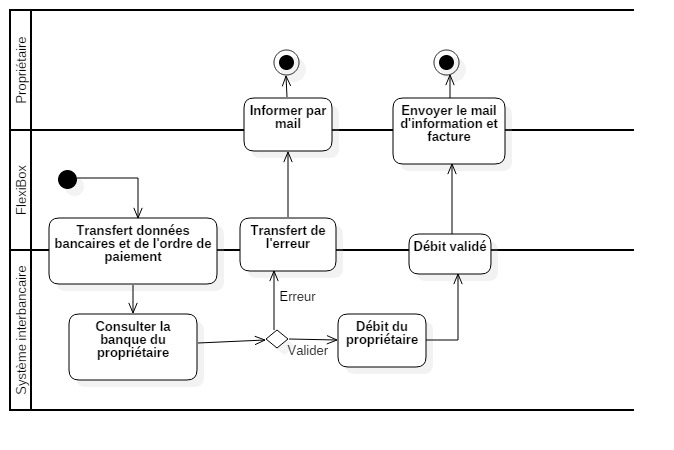 Propriétaire
Informer par
mail
Envoyer le mail
d'information et
facture
FlexiBox
Transfert données
bancaires et de l'ordre de
paiement
Transfert de
l'erreur
Débit validé
Système interbancaire
Erreur
Consulter la
banque du
propriétaire
Valider
Débit du
propriétaire